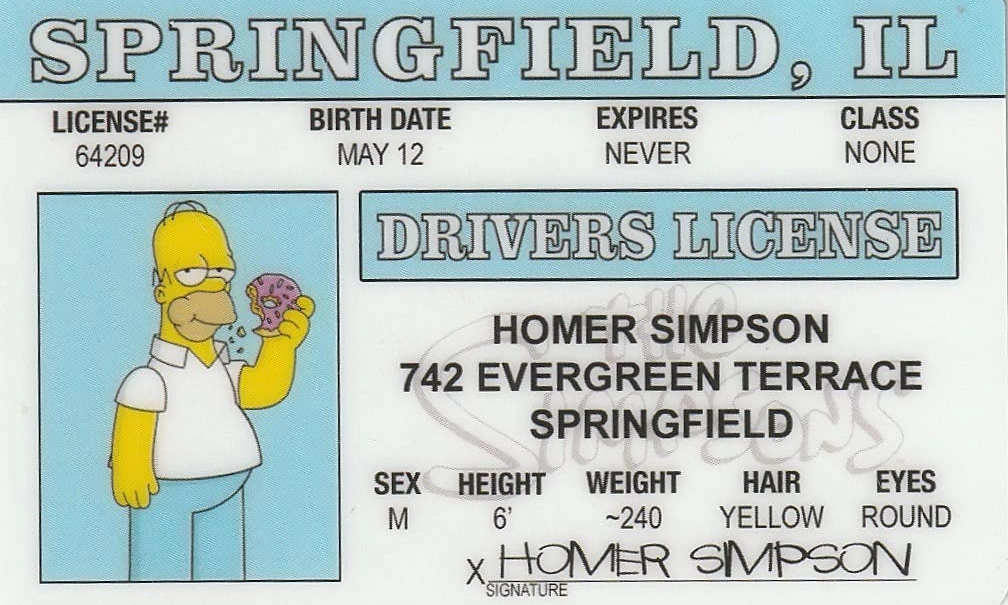 SPRINGFIELD, IL
LICENSE# BIRTH DATE EXPIRES CLASS
64209 MAY 12 NEVER NONE
DRIVERS LICENSE
THE SIMPSONS
HOMER SIMPSON
742 EVERGREEN TERRACE
SPRINGFIELD
SEX HEIGHT WEIGHT HAIR EYES
M 6' ~240 YELLOW ROUND
X HOMER SIMPSON
SIGNATURE